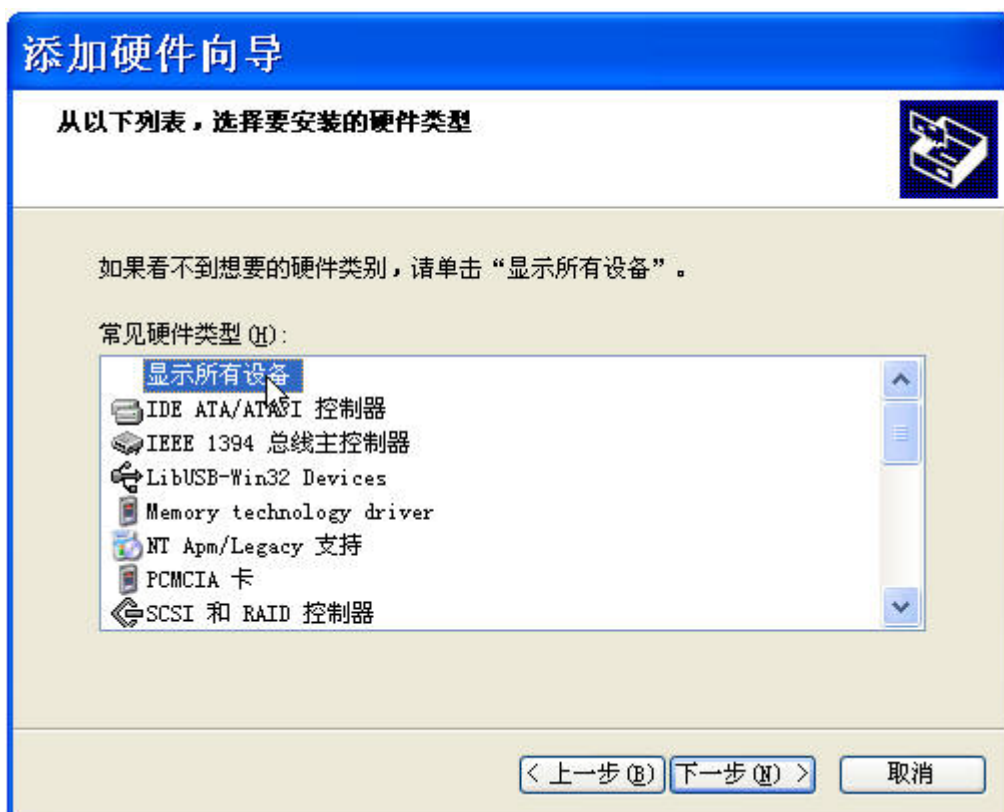 添加硬件向导
从以下列表，选择要安装的硬件类型
如果看不到想要的硬件类别，请单击“显示所有设备”。
常见硬件类型(H):
显示所有设备
IDE ATA/ATAPI 控制器
IEEE 1394 总线主控制器
LibUSB-Win32 Devices
Memory technology driver
NT Apm/Legacy 支持
PCMCIA 卡
SCSI 和 RAID 控制器
< 上一步(B) 下一步(N) > 取消